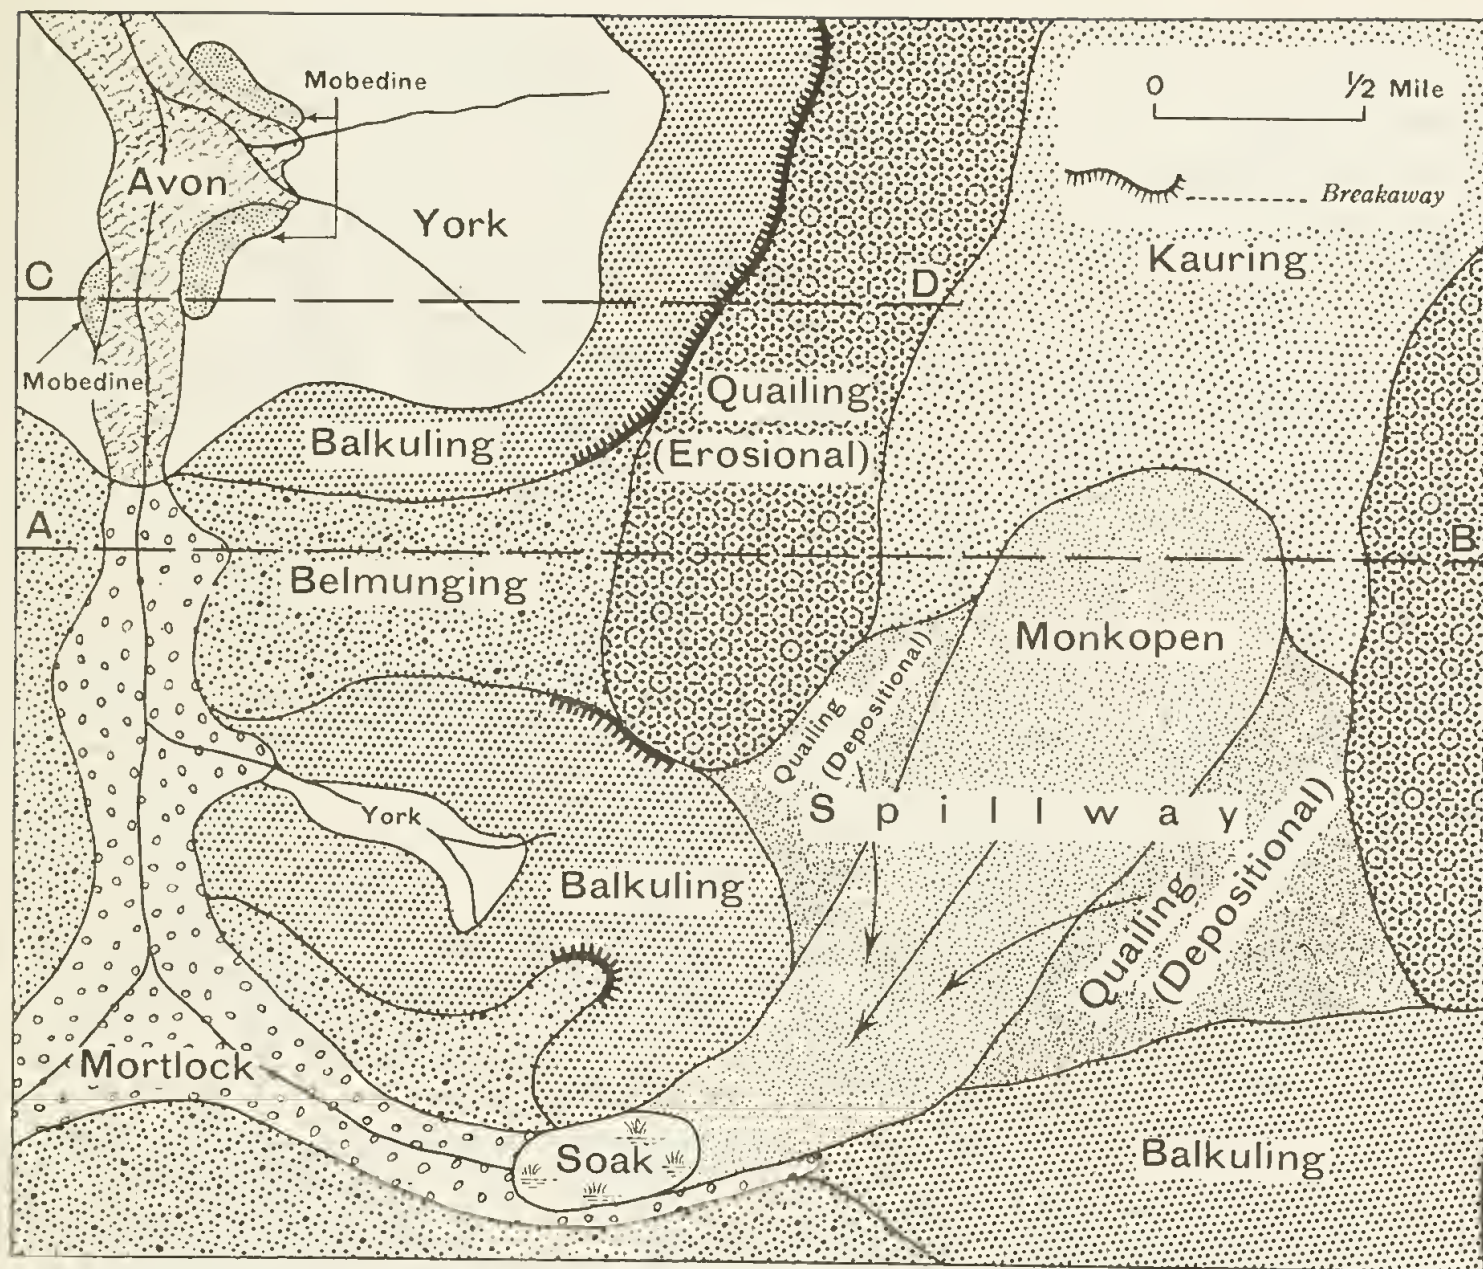 Mobedine
0 ½ Mile
Avon
Breakaway
York
Kauring
C
D
Mobedine
Quailing
(Erosional)
Balkuling
A
B
Belmunging
Monkopen
Quailing
(Depositional)
Spillway
York
Balkuling
Quailing
(Depositional)
Mortlock
Soak
Balkuling